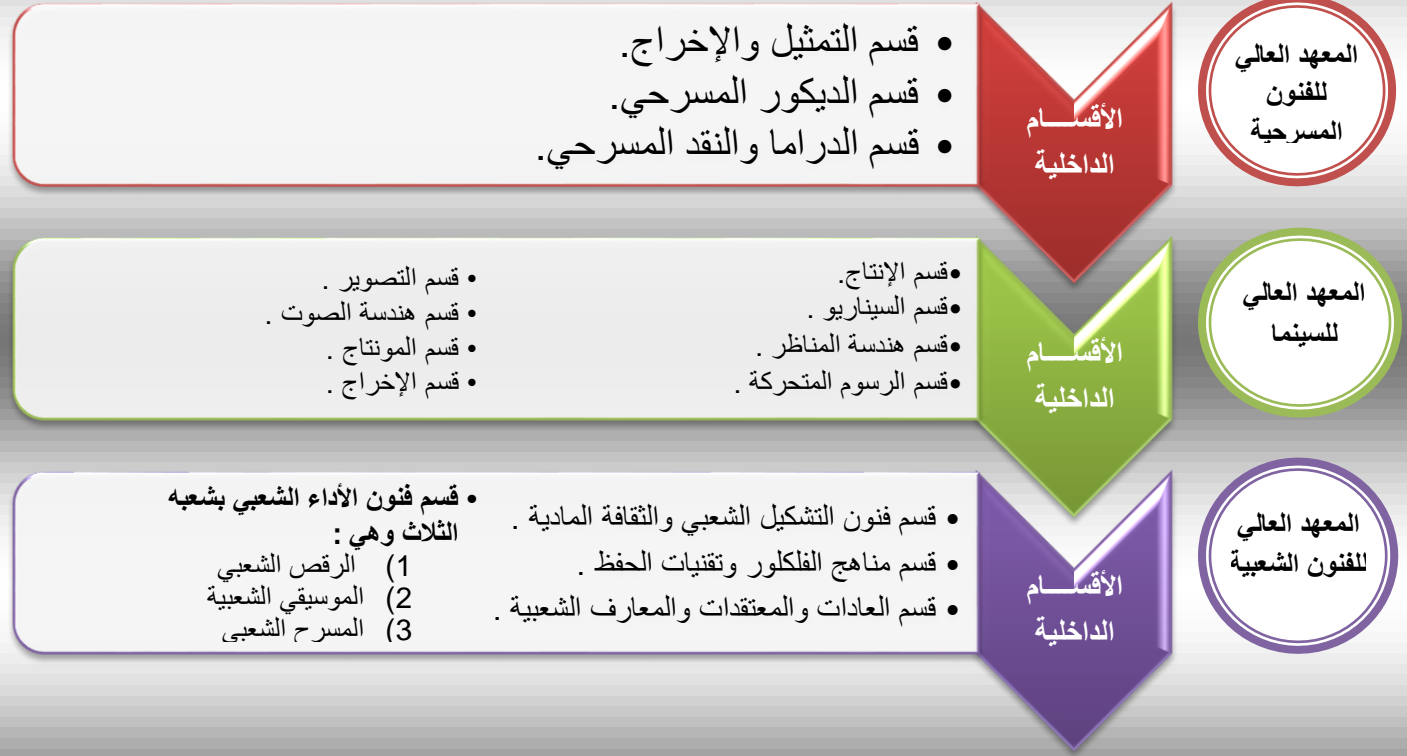 المعهد العالي
للفنون
المسرحية
الأقســـام
الداخلية
• قسم التمثيل والإخراج.
• قسم الديكور المسرحي.
• قسم الدراما والنقد المسرحي.
المعهد العالي
للسينما
الأقســـام
الداخلية
•قسم الإنتاج.
•قسم السيناريو .
•قسم هندسة المناظر .
•قسم الرسوم المتحركة .
• قسم التصوير .
• قسم هندسة الصوت .
• قسم المونتاج .
• قسم الإخراج .
المعهد العالي
للفنون الشعبية
الأقســـام
الداخلية
• قسم فنون التشكيل الشعبي والثقافة المادية .
• قسم مناهج الفلكلور وتقنيات الحفظ .
• قسم العادات والمعتقدات والمعارف الشعبية .
• قسم فنون الأداء الشعبي بشعبه
الثلاث وهي :
1) الرقص الشعبي
2) الموسيقي الشعبية
3) المسرح الشعبي